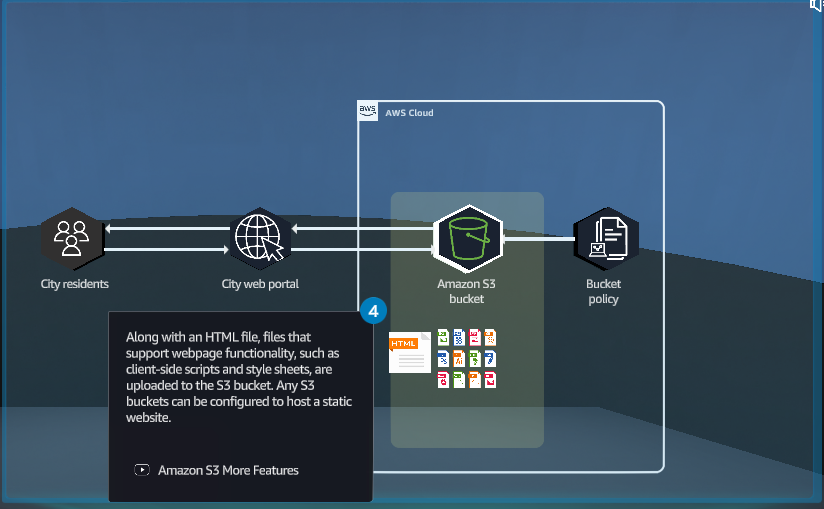 aws
AWS Cloud
City residents
City web portal
Amazon S3
bucket
Bucket
policy
4
Along with an HTML file, files that
support webpage functionality, such as
client-side scripts and style sheets, are
uploaded to the S3 bucket. Any S3
buckets can be configured to host a static
website.
Amazon S3 More Features
HTML